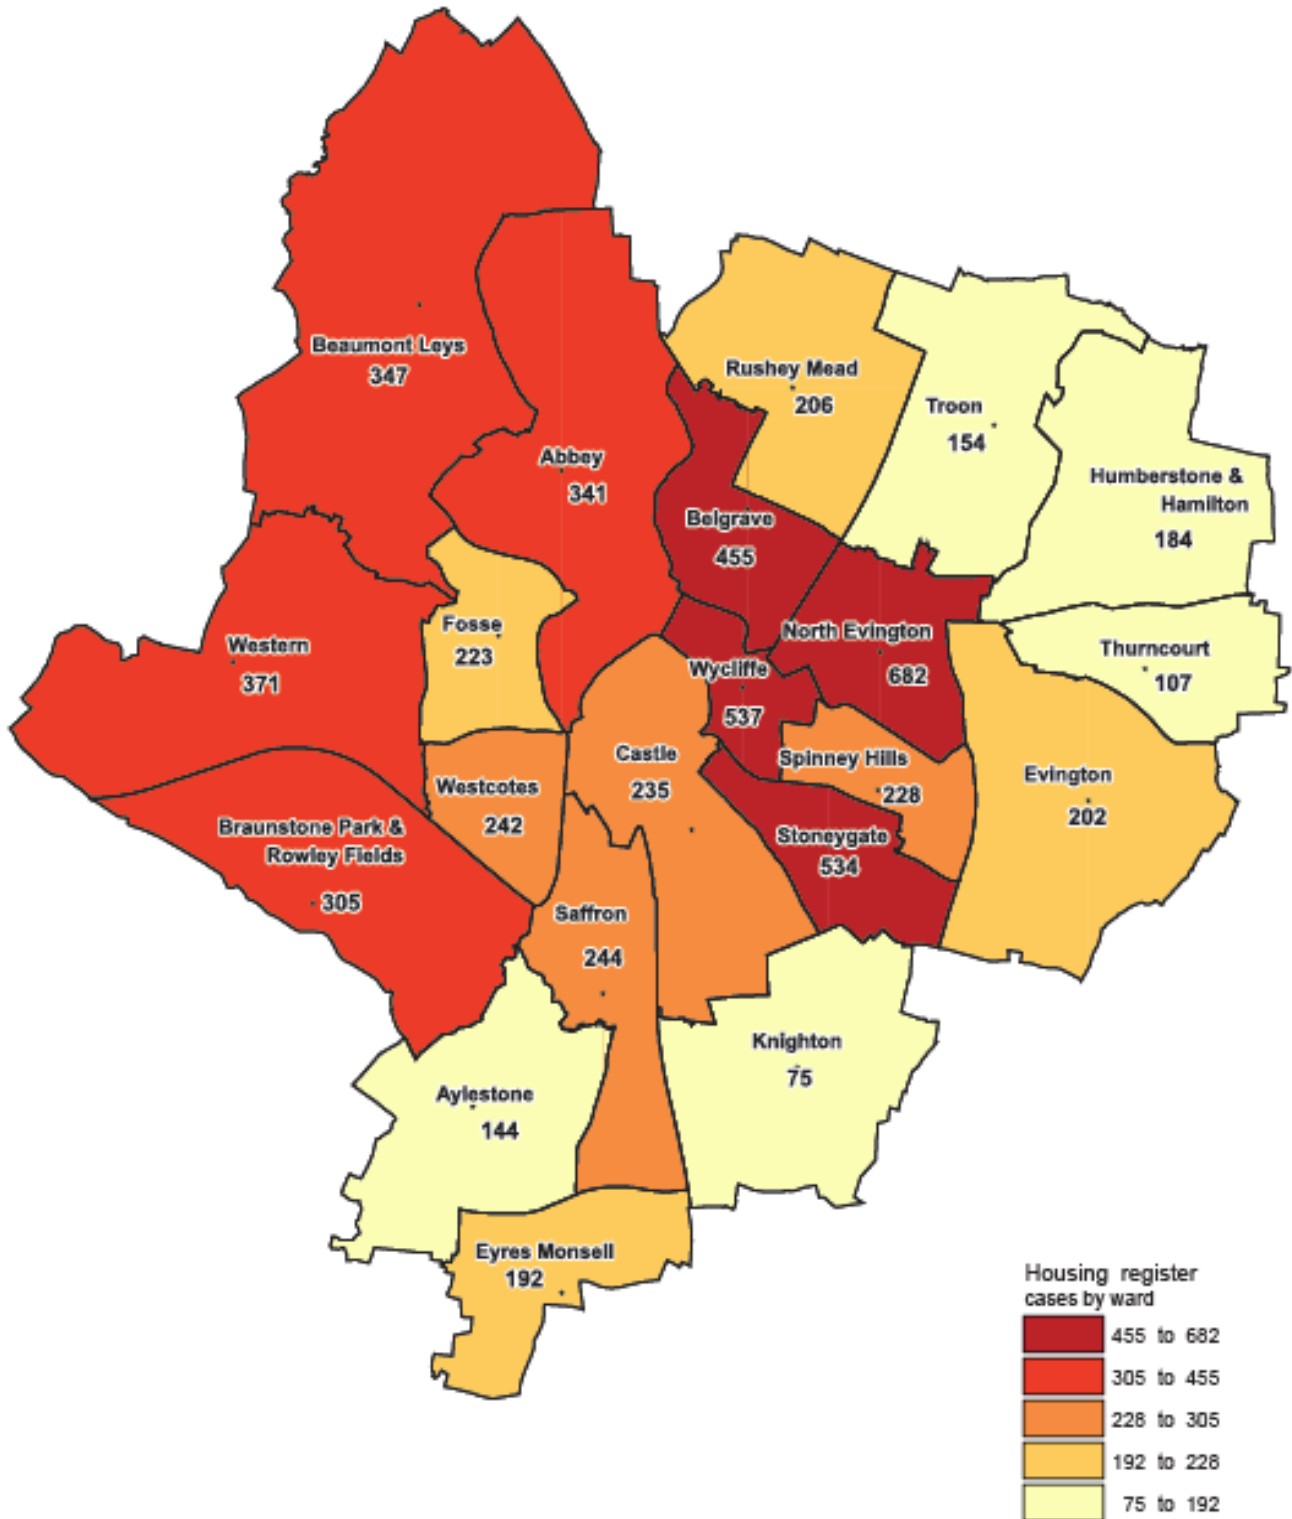 Beaumont Leys
347
Rushey Mead
206
Troon
154
Abbey
341
Humberstone &
Hamilton
184
Belgrave
455
Fosse
223
North Evington
682
Western
371
Thurncourt
107
Wycliffe
537
Castle
235
Spinney Hills
228
Evington
202
Westcotes
242
Braunstone Park &
Rowley Fields
305
Stoneygate
534
Saffron
244
Knighton
75
Aylestone
144
Eyres Monsell
192
Housing register
cases by ward
455 to 682
305 to 455
228 to 305
192 to 228
75 to 192